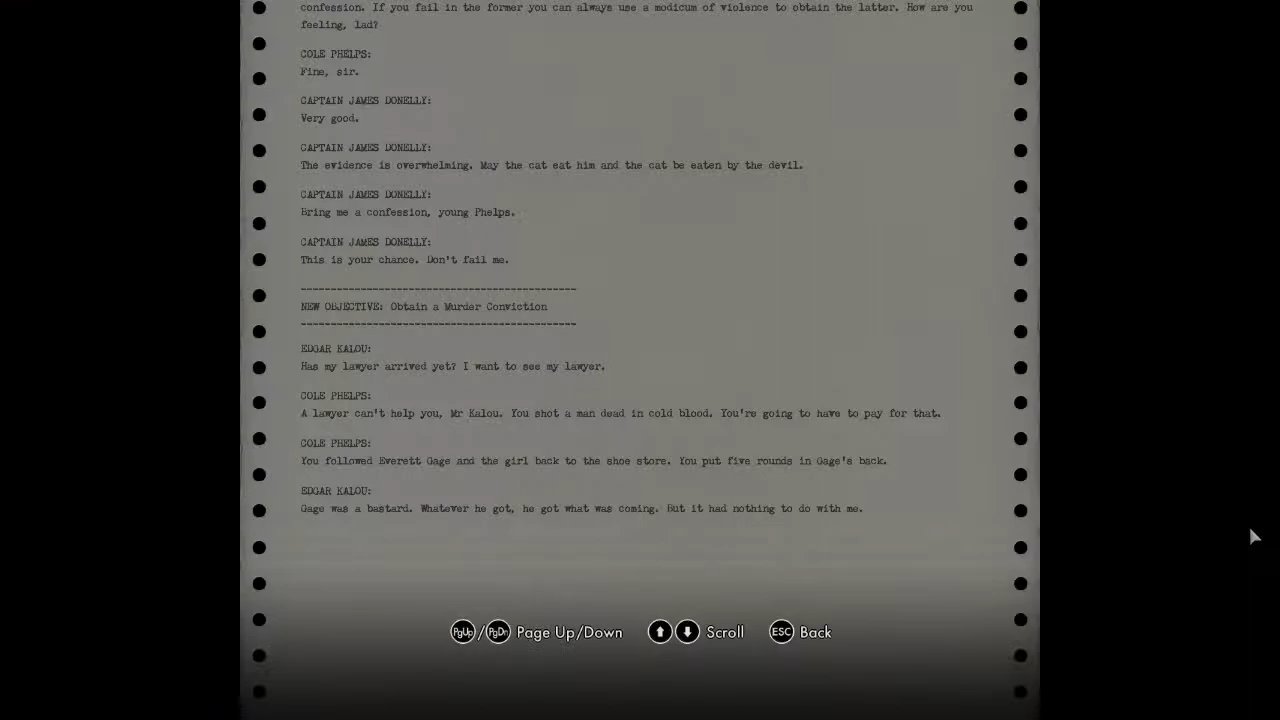 confession. If you fail in the former you can always use a modicum of violence to obtain the latter. How are you
feeling, lad?
COLE PHELPS:
Fine, sir.
CAPTAIN JAMES DONELLY:
Very good.
CAPTAIN JAMES DONELLY:
The evidence is overwhelming. May the cat eat him and the cat be eaten by the devil.
CAPTAIN JAMES DONELLY:
Bring me a confession, young Phelps.
CAPTAIN JAMES DONELLY:
This is your chance. Don't fail me.
----------------------------------------------
NEW OBJECTIVE: Obtain a Murder Conviction
----------------------------------------------
EDGAR KALOU:
Has my lawyer arrived yet? I want to see my lawyer.
COLE PHELPS:
A lawyer can't help you, Mr Kalou. You shot a man dead in cold blood. You're going to have to pay for that.
COLE PHELPS:
You followed Everett Gage and the girl back to the shoe store. You put five rounds in Gage's back.
EDGAR KALOU:
Gage was a bastard. Whatever he got, he got what was coming. But it had nothing to do with me.
PgUp/PgDn Page Up/Down Scroll ESC Back